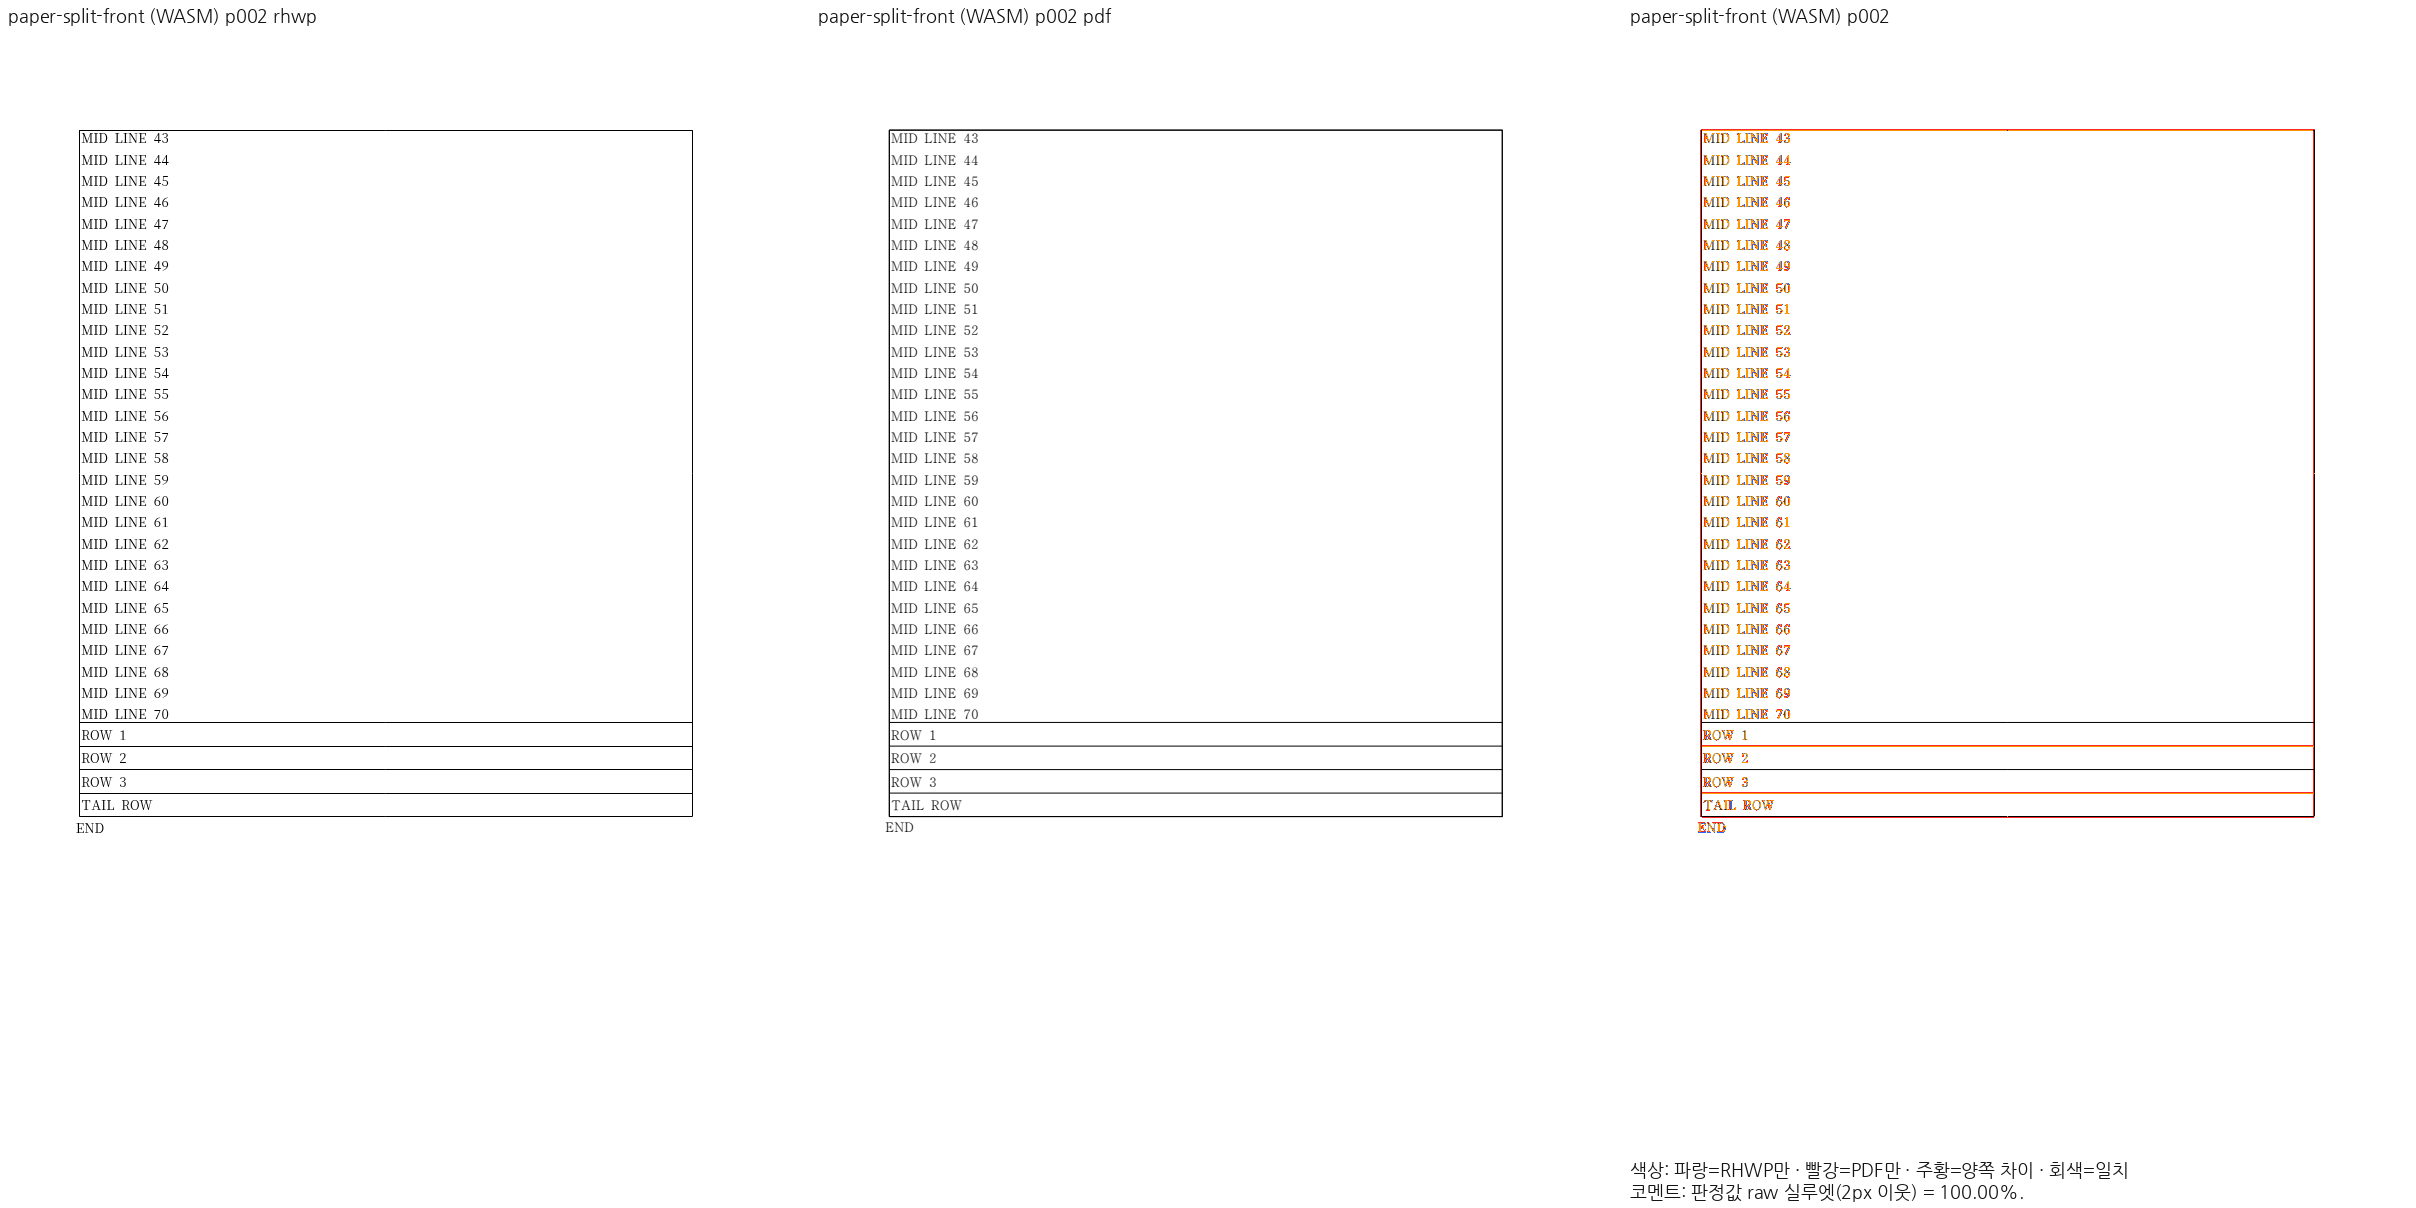 paper-split-front (WASM) p002 rhwp
MID LINE 43
MID LINE 44
MID LINE 45
MID LINE 46
MID LINE 47
MID LINE 48
MID LINE 49
MID LINE 50
MID LINE 51
MID LINE 52
MID LINE 53
MID LINE 54
MID LINE 55
MID LINE 56
MID LINE 57
MID LINE 58
MID LINE 59
MID LINE 60
MID LINE 61
MID LINE 62
MID LINE 63
MID LINE 64
MID LINE 65
MID LINE 66
MID LINE 67
MID LINE 68
MID LINE 69
MID LINE 70
ROW 1
ROW 2
ROW 3
TAIL ROW
END
paper-split-front (WASM) p002 pdf
MID LINE 43
MID LINE 44
MID LINE 45
MID LINE 46
MID LINE 47
MID LINE 48
MID LINE 49
MID LINE 50
MID LINE 51
MID LINE 52
MID LINE 53
MID LINE 54
MID LINE 55
MID LINE 56
MID LINE 57
MID LINE 58
MID LINE 59
MID LINE 60
MID LINE 61
MID LINE 62
MID LINE 63
MID LINE 64
MID LINE 65
MID LINE 66
MID LINE 67
MID LINE 68
MID LINE 69
MID LINE 70
ROW 1
ROW 2
ROW 3
TAIL ROW
END
paper-split-front (WASM) p002
MID LINE 43
MID LINE 44
MID LINE 45
MID LINE 46
MID LINE 47
MID LINE 48
MID LINE 49
MID LINE 50
MID LINE 51
MID LINE 52
MID LINE 53
MID LINE 54
MID LINE 55
MID LINE 56
MID LINE 57
MID LINE 58
MID LINE 59
MID LINE 60
MID LINE 61
MID LINE 62
MID LINE 63
MID LINE 64
MID LINE 65
MID LINE 66
MID LINE 67
MID LINE 68
MID LINE 69
MID LINE 70
ROW 1
ROW 2
ROW 3
TAIL ROW
END
색상: 파랑=RHWP만 · 빨강=PDF만 · 주황=양쪽 차이 · 회색=일치
코멘트: 판정값 raw 실루엣(2px 이웃) = 100.00%.